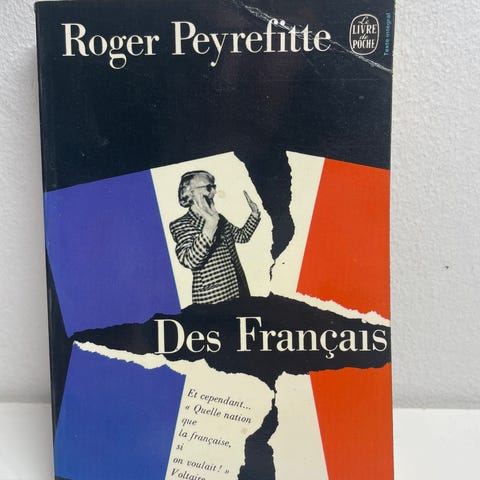 Roger Peyrefitte
Le
LIVRE
de
POCHE
Texte intégral
Des Français
Et cependant...
« Quelle nation
que
la française,
si
on voulait ! »
Voltaire